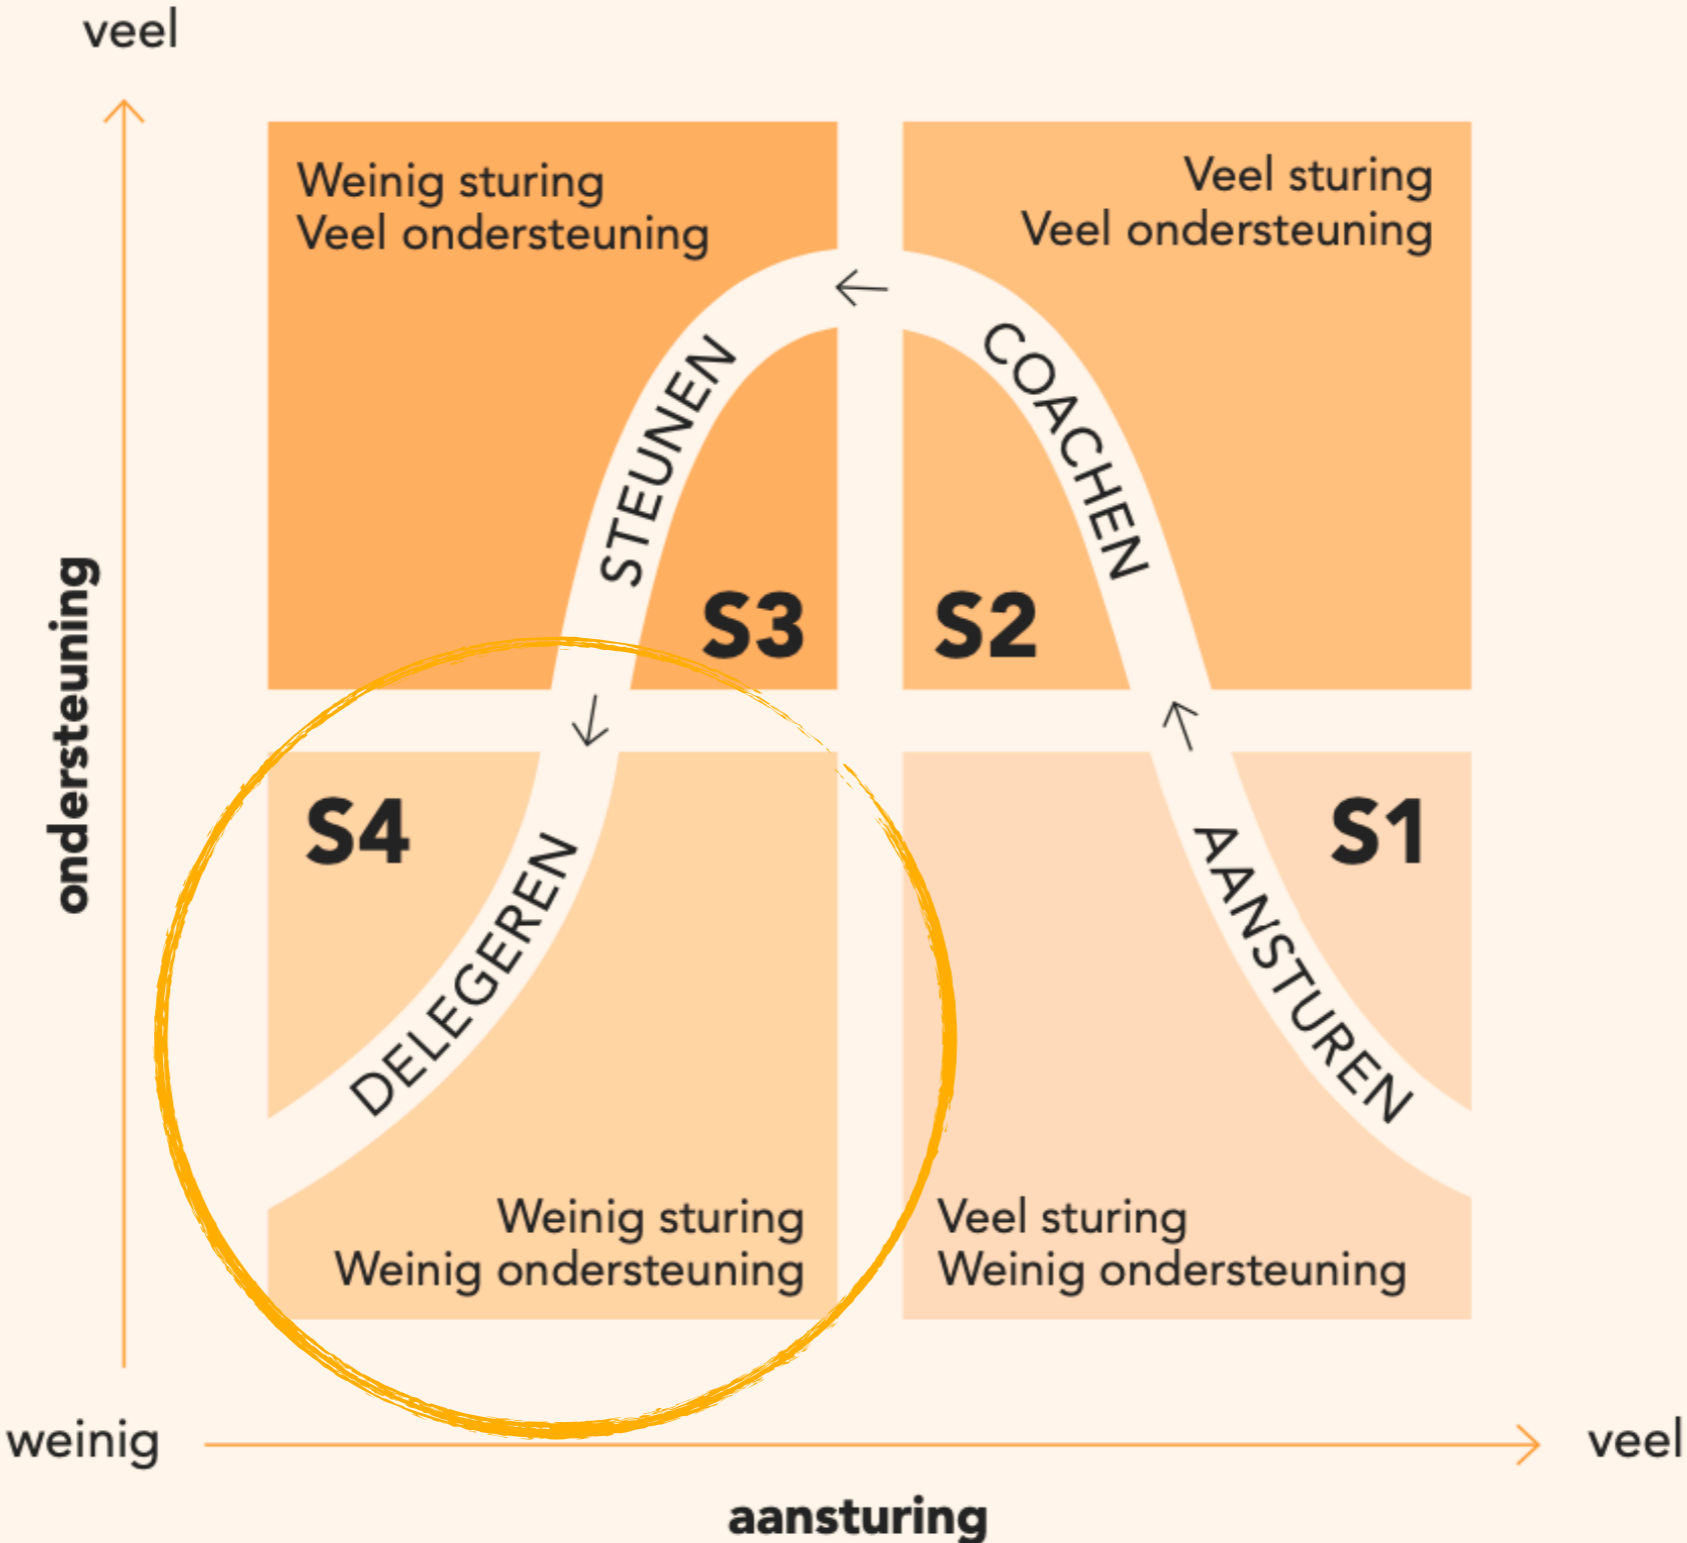 veel
Weinig sturing
Veel ondersteuning
Veel sturing
Veel ondersteuning
STEUNEN
COACHEN
S3
S2
ondersteuning
S4
S1
DELEGEREN
AANSTUREN
Weinig sturing
Weinig ondersteuning
Veel sturing
Weinig ondersteuning
weinig
veel
aansturing